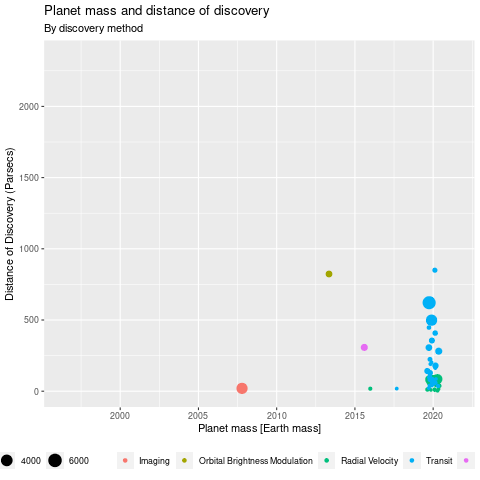 Planet mass and distance of discovery
By discovery method
Distance of Discovery (Parsecs)
2000
1500
1000
500
0
2000
2005
2010
2015
2020
Planet mass [Earth mass]
4000 6000 Imaging Orbital Brightness Modulation Radial Velocity Transit